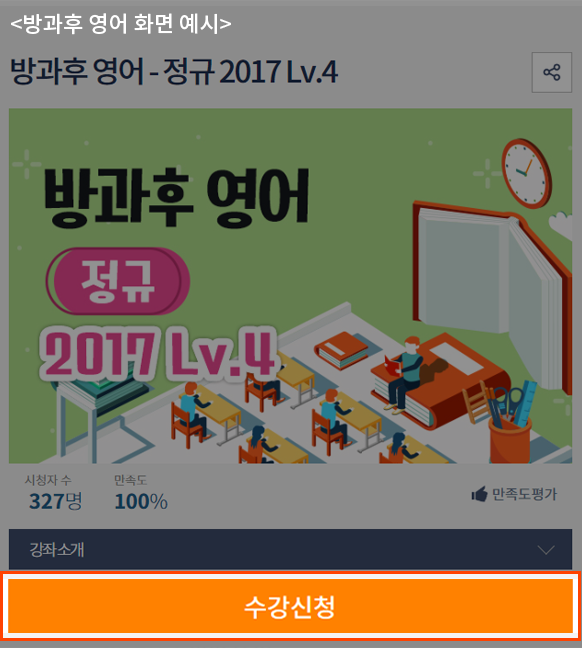 <방과후 영어 화면 예시>
방과후 영어 - 정규 2017 Lv.4
방과후 영어
정규
2017 Lv.4
시청자 수 만족도
327명 100%
만족도평가
강좌소개
수강신청